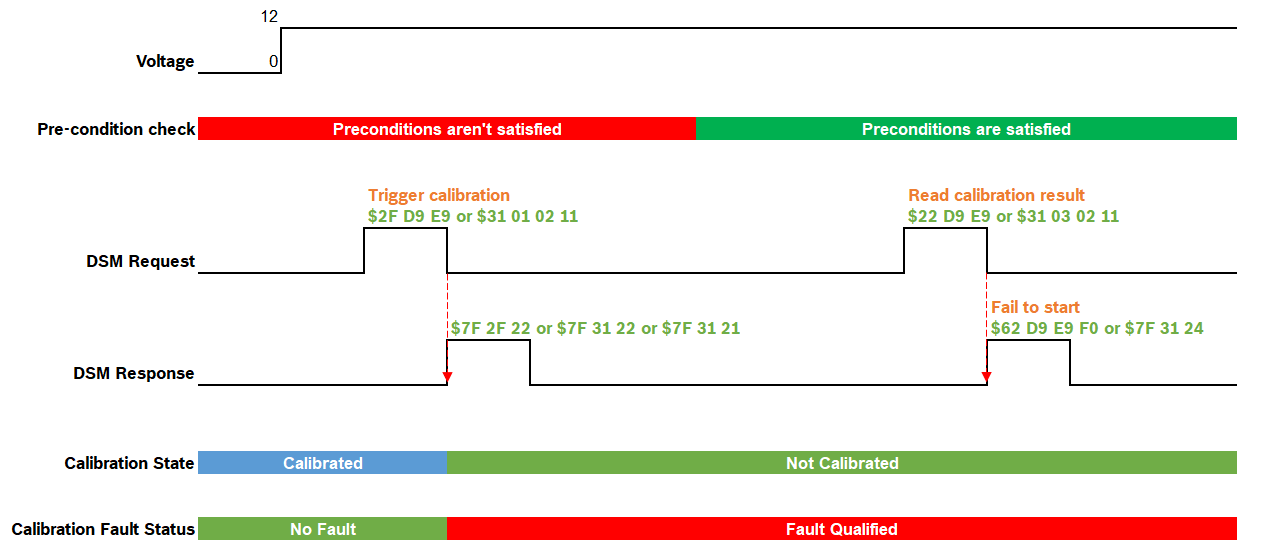 12
Voltage
0
Pre-condition check
Preconditions aren't satisfied
Preconditions are satisfied
Trigger calibration
$2F D9 E9 or $31 01 02 11
Read calibration result
$22 D9 E9 or $31 03 02 11
DSM Request
$7F 2F 22 or $7F 31 22 or $7F 31 21
Fail to start
$62 D9 E9 F0 or $7F 31 24
DSM Response
Calibration State
Calibrated
Not Calibrated
Calibration Fault Status
No Fault
Fault Qualified